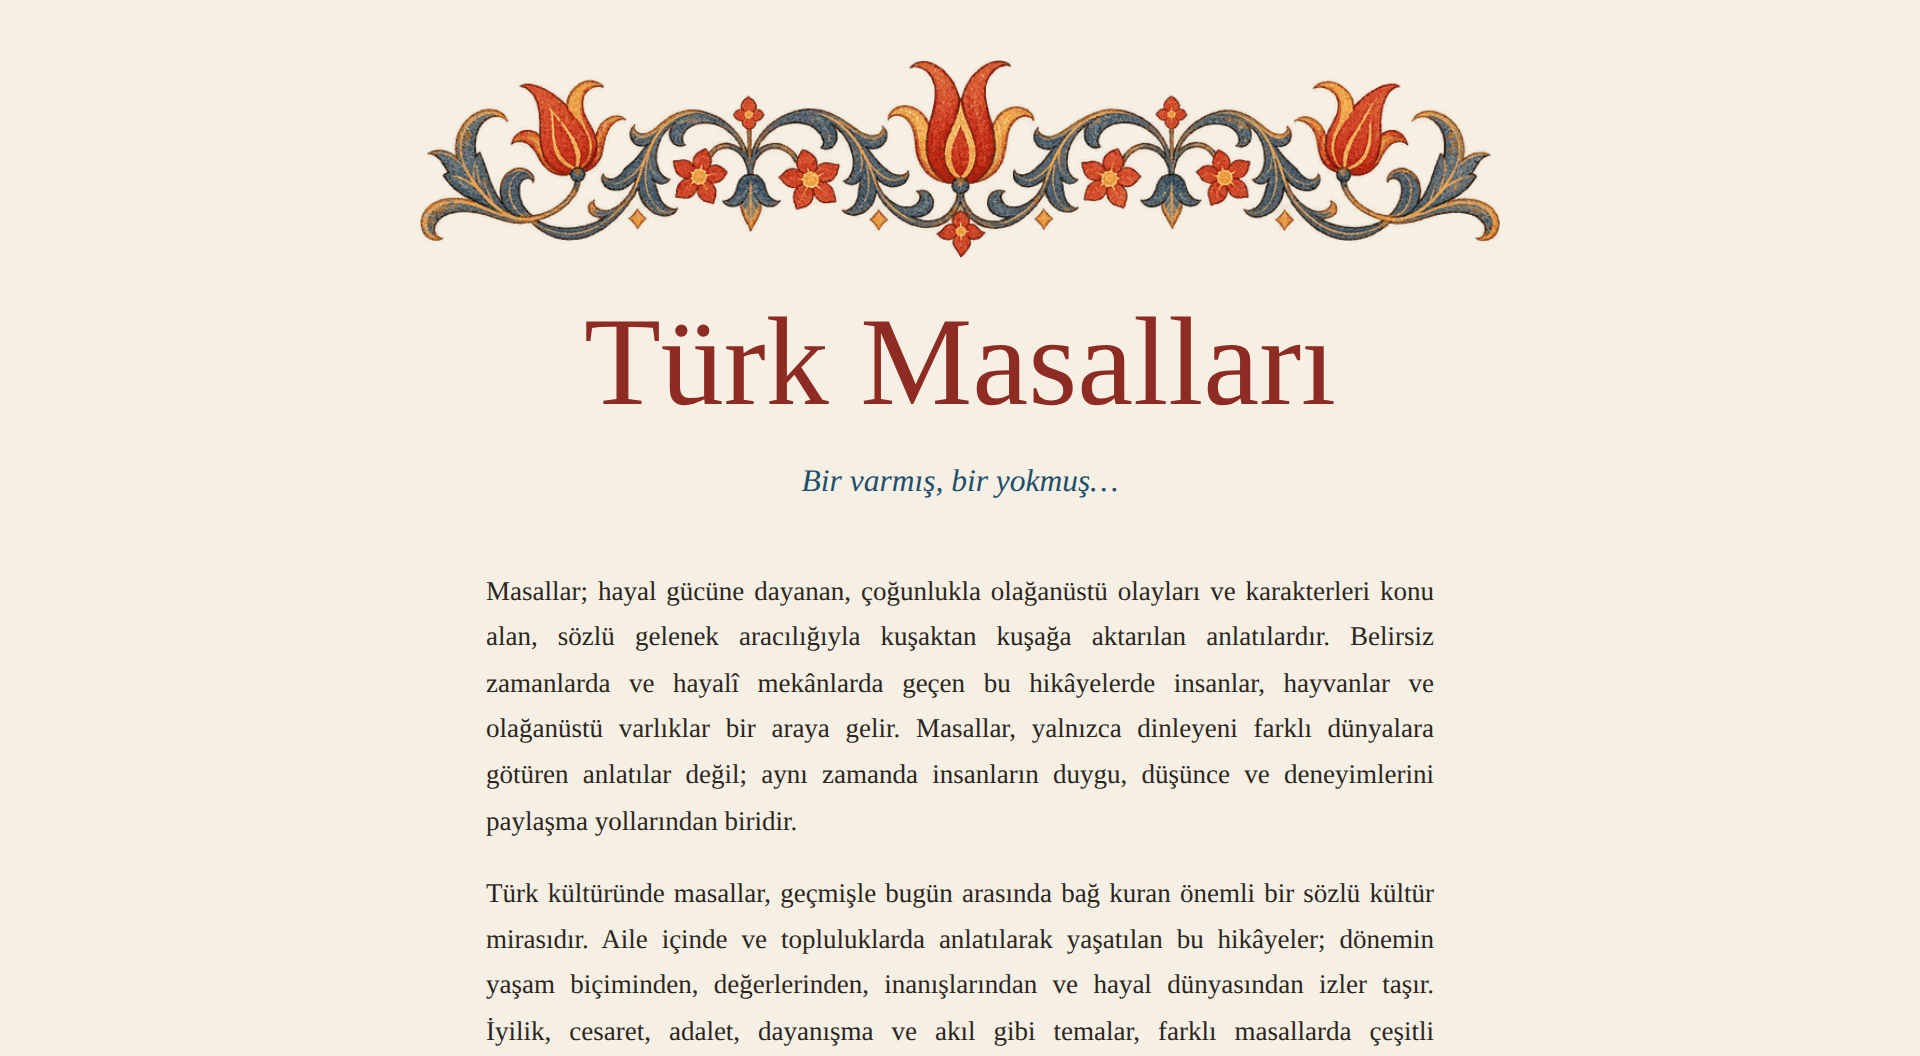 Türk Masalları
Bir varmış, bir yokmuş…
Masallar; hayal gücüne dayanan, çoğunlukla olağanüstü olayları ve karakterleri konu
alan, sözlü gelenek aracılığıyla kuşaktan kuşağa aktarılan anlatılardır. Belirsiz
zamanlarda ve hayalî mekânlarda geçen bu hikâyelerde insanlar, hayvanlar ve
olağanüstü varlıklar bir araya gelir. Masallar, yalnızca dinleyeni farklı dünyalara
götüren anlatılar değil; aynı zamanda insanların duygu, düşünce ve deneyimlerini
paylaşma yollarından biridir.
Türk kültüründe masallar, geçmişle bugün arasında bağ kuran önemli bir sözlü kültür
mirasıdır. Aile içinde ve topluluklarda anlatılarak yaşatılan bu hikâyeler; dönemin
yaşam biçiminden, değerlerinden, inanışlarından ve hayal dünyasından izler taşır.
İyilik, cesaret, adalet, dayanışma ve akıl gibi temalar, farklı masallarda çeşitli